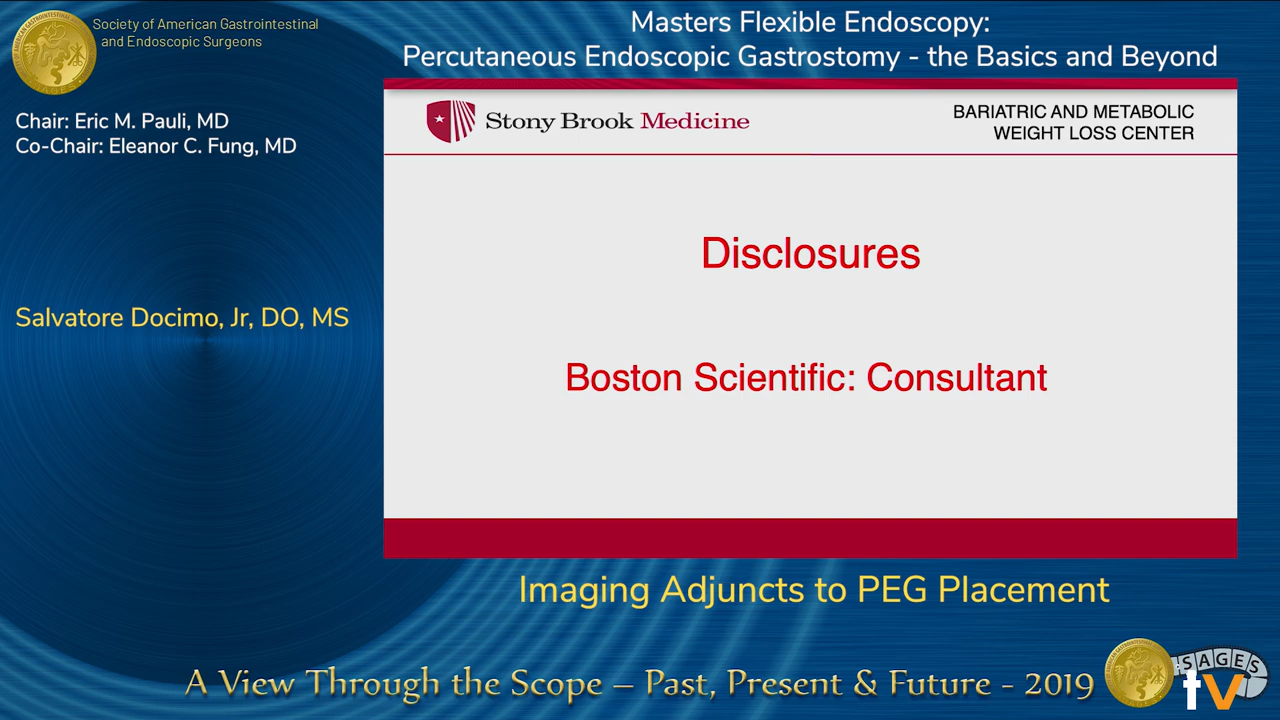 Society of American Gastrointestinal
and Endoscopic Surgeons
Masters Flexible Endoscopy:
Percutaneous Endoscopic Gastrostomy - the Basics and Beyond
Chair: Eric M. Pauli, MD
Co-Chair: Eleanor C. Fung, MD
Stony Brook Medicine
BARIATRIC AND METABOLIC
WEIGHT LOSS CENTER
Disclosures
Salvatore Docimo, Jr, DO, MS
Boston Scientific: Consultant
Imaging Adjuncts to PEG Placement
A View Through the Scope – Past, Present & Future - 2019
SAGES
tv